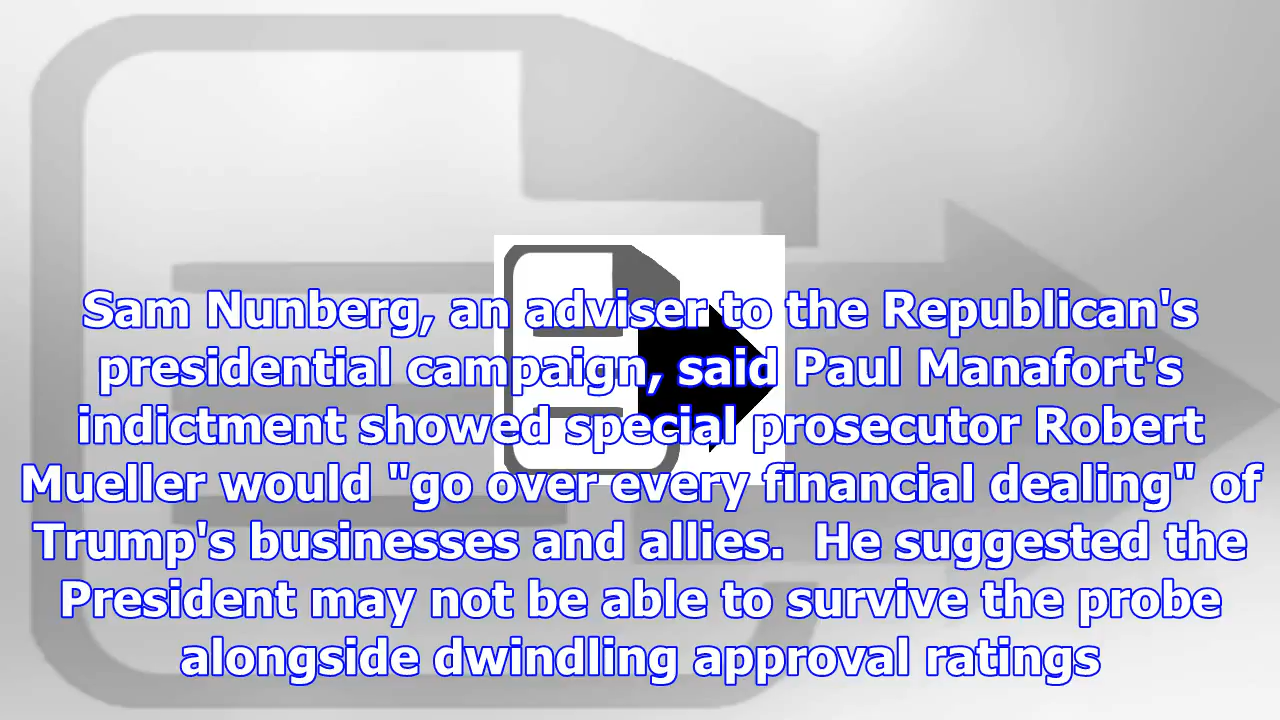 Sam Nunberg, an adviser to the Republican's
presidential campaign, said Paul Manafort's
indictment showed special prosecutor Robert
Mueller would "go over every financial dealing" of
Trump's businesses and allies.  He suggested the
President may not be able to survive the probe
alongside dwindling approval ratings